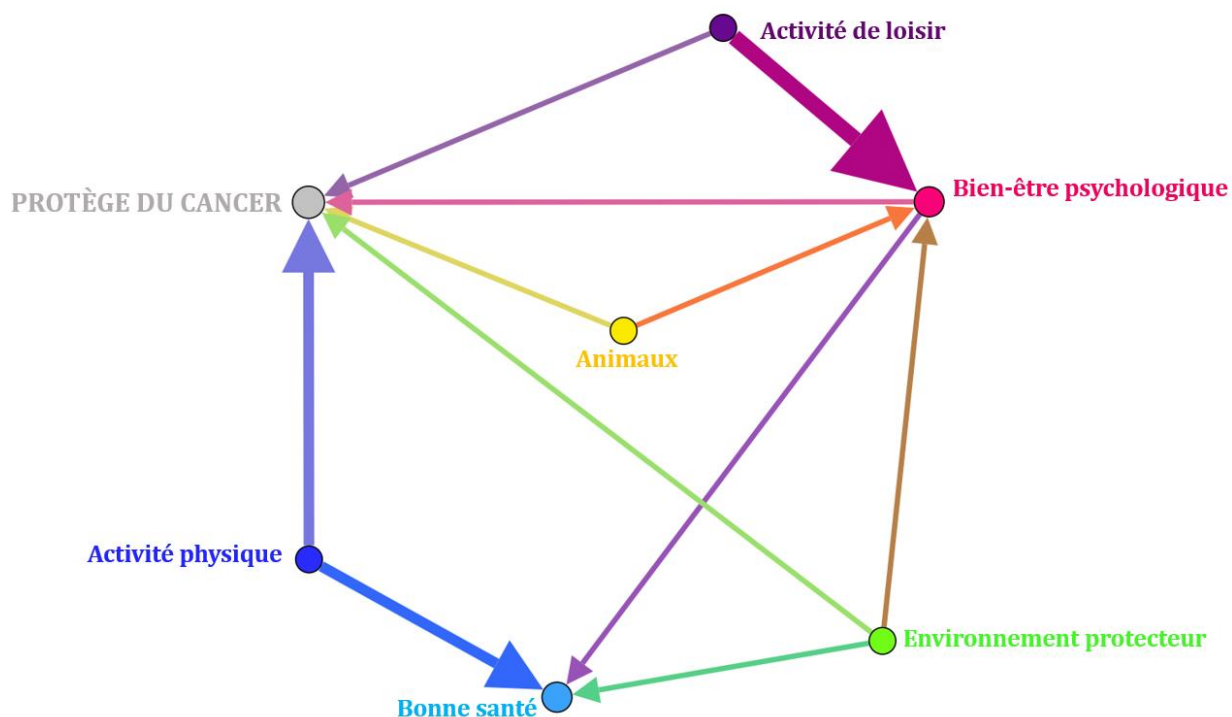 Activité de loisir
PROTÈGE DU CANCER
Bien-être psychologique
Animaux
Activité physique
Environnement protecteur
Bonne santé